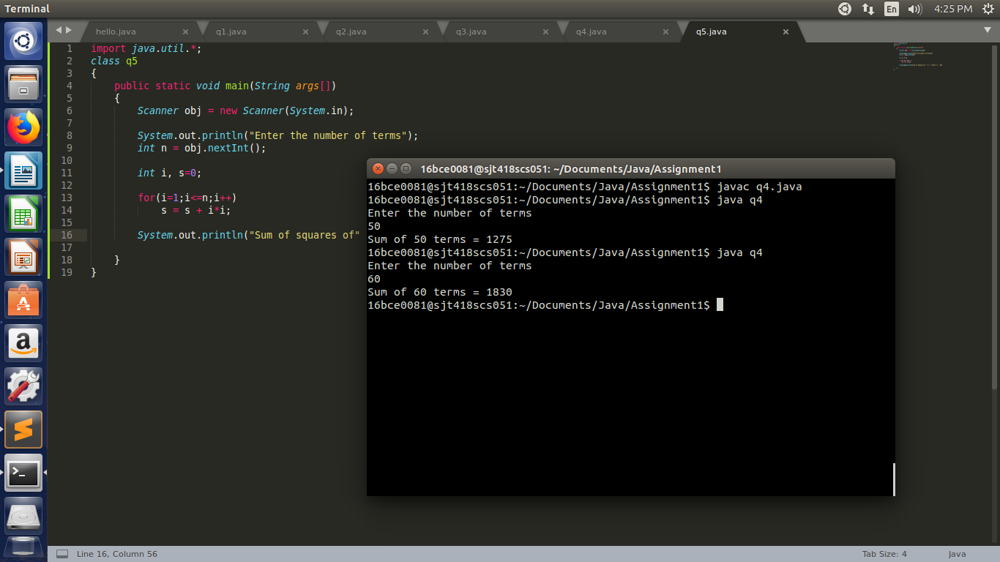 Terminal
En
4:25 PM
hello.java × q1.java × q2.java × q3.java × q4.java × q5.java ×
1 import java.util.*;
2 class q5
3 {
4 public static void main(String args[])
5 {
6 Scanner obj = new Scanner(System.in);
7
8 System.out.println("Enter the number of terms");
9 int n = obj.nextInt();
10
11 int i, s=0;
12
13 for(i=1;i<=n;i++)
14 s = s + i*i;
15
16 System.out.println("Sum of squares of"
17
18 }
19 }
16bce0081@sjt418scs051: ~/Documents/Java/Assignment1
16bce0081@sjt418scs051:~/Documents/Java/Assignment1$ javac q4.java
16bce0081@sjt418scs051:~/Documents/Java/Assignment1$ java q4
Enter the number of terms
50
Sum of 50 terms = 1275
16bce0081@sjt418scs051:~/Documents/Java/Assignment1$ java q4
Enter the number of terms
60
Sum of 60 terms = 1830
16bce0081@sjt418scs051:~/Documents/Java/Assignment1$
Line 16, Column 56
Tab Size: 4
Java